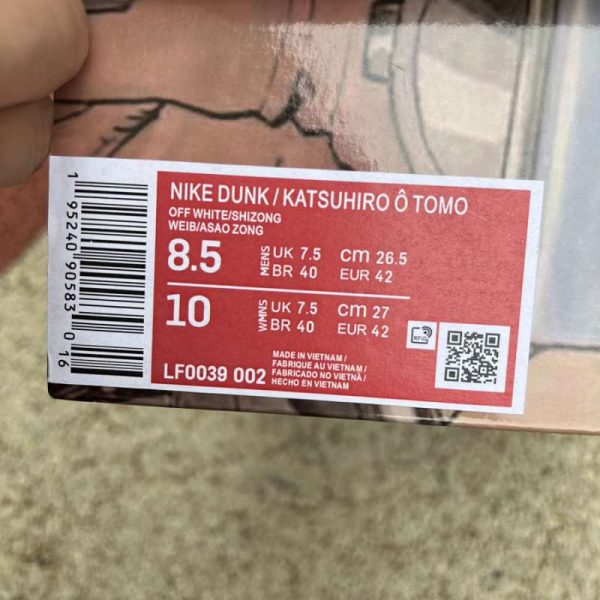 NIKE DUNK / KATSUHIRO Ô TOMO
OFF WHITE/SHIZONG
WEIB/ASAO ZONG
8.5 MENS UK 7.5 cm 26.5
BR 40 EUR 42
10 WMNS UK 7.5 cm 27
BR 40 EUR 42
RFID
LF0039 002
MADE IN VIETNAM /
FABRIQUE AU VIETNAM /
FABRICADO NO VIETNÃ /
HECHO EN VIETNAM
1 95240 90583 0 16